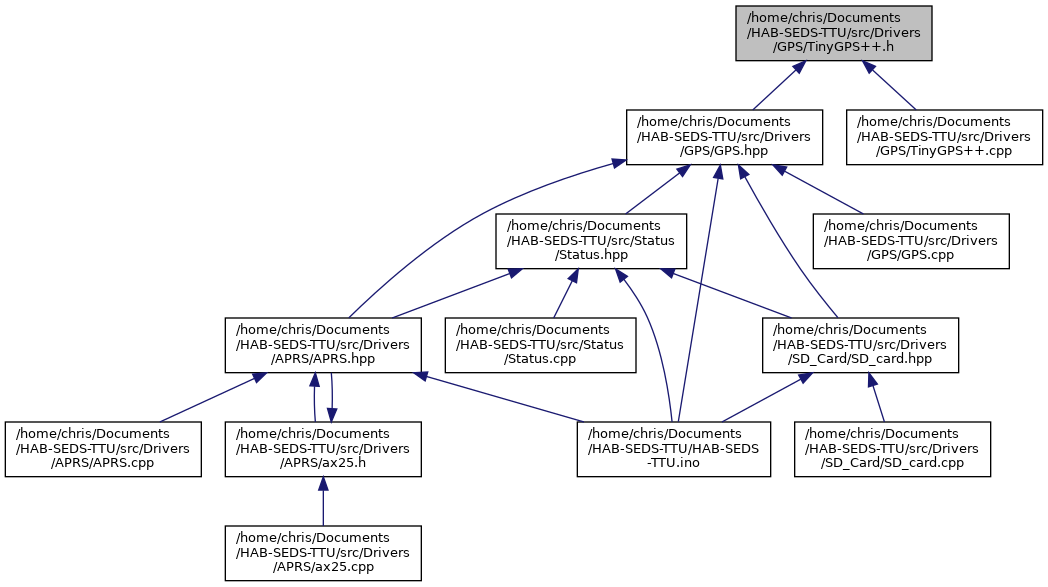 /home/chris/Documents
/HAB-SEDS-TTU/src/Drivers
/GPS/TinyGPS++.h
/home/chris/Documents
/HAB-SEDS-TTU/src/Drivers
/GPS/GPS.hpp
/home/chris/Documents
/HAB-SEDS-TTU/src/Drivers
/GPS/TinyGPS++.cpp
/home/chris/Documents
/HAB-SEDS-TTU/src/Status
/Status.hpp
/home/chris/Documents
/HAB-SEDS-TTU/src/Drivers
/GPS/GPS.cpp
/home/chris/Documents
/HAB-SEDS-TTU/src/Drivers
/APRS/APRS.hpp
/home/chris/Documents
/HAB-SEDS-TTU/src/Status
/Status.cpp
/home/chris/Documents
/HAB-SEDS-TTU/src/Drivers
/SD_Card/SD_card.hpp
/home/chris/Documents
/HAB-SEDS-TTU/src/Drivers
/APRS/APRS.cpp
/home/chris/Documents
/HAB-SEDS-TTU/src/Drivers
/APRS/ax25.h
/home/chris/Documents
/HAB-SEDS-TTU/HAB-SEDS
-TTU.ino
/home/chris/Documents
/HAB-SEDS-TTU/src/Drivers
/SD_Card/SD_card.cpp
/home/chris/Documents
/HAB-SEDS-TTU/src/Drivers
/APRS/ax25.cpp